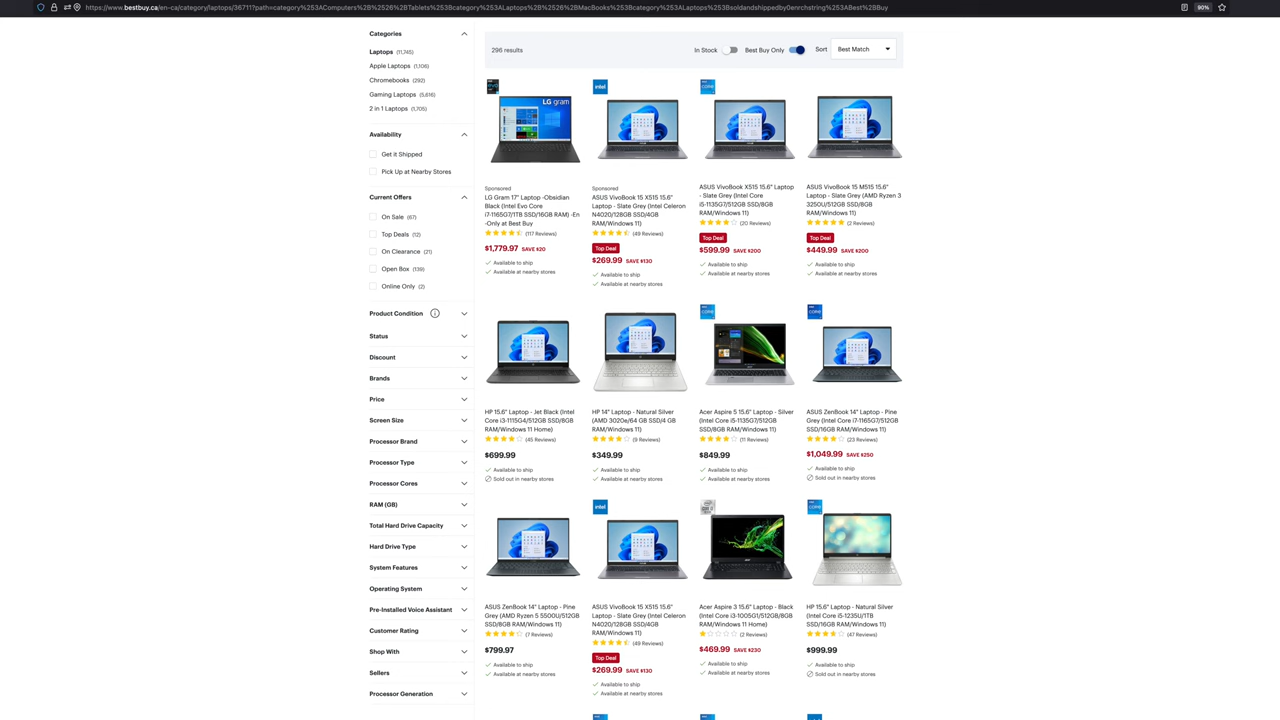 https://www.bestbuy.ca/en-ca/category/laptops/36711?path=category%253AComputers%2B%2526%2BTablets%253Bcategory%253ALaptops%2B%2526%2BMacBooks%253Bcategory%253ALaptops%253Bsoldandshippedby0enrchstring%253ABest%2BBuy
90%
Categories
Laptops (11,745)
Apple Laptops (1,106)
Chromebooks (292)
Gaming Laptops (5,616)
2 in 1 Laptops (1,705)
Availability
Get it Shipped
Pick Up at Nearby Stores
Current Offers
On Sale (67)
Top Deals (12)
On Clearance (21)
Open Box (139)
Online Only (2)
Product Condition
Status
Discount
Brands
Price
Screen Size
Processor Brand
Processor Type
Processor Cores
RAM (GB)
Total Hard Drive Capacity
Hard Drive Type
System Features
Operating System
Pre-Installed Voice Assistant
Customer Rating
Shop With
Sellers
Processor Generation
296 results
In Stock
Best Buy Only
Sort
Best Match
LG gram
Sponsored
LG Gram 17" Laptop -Obsidian
Black (Intel Evo Core
i7-1165G7/1TB SSD/16GB RAM) -En
-Only at Best Buy
(117 Reviews)
$1,779.97 SAVE $20
Available to ship
Available at nearby stores
intel
Sponsored
ASUS VivoBook 15 X515 15.6"
Laptop - Slate Grey (Intel Celeron
N4020/128GB SSD/4GB
RAM/Windows 11)
(49 Reviews)
Top Deal
$269.99 SAVE $130
Available to ship
Available at nearby stores
CORE
ASUS VivoBook X515 15.6" Laptop
- Slate Grey (Intel Core
i5-1135G7/512GB SSD/8GB
RAM/Windows 11)
(20 Reviews)
Top Deal
$599.99 SAVE $200
Available to ship
Available at nearby stores
ASUS VivoBook 15 M515 15.6"
Laptop - Slate Grey (AMD Ryzen 3
3250U/512GB SSD/8GB
RAM/Windows 11)
(2 Reviews)
Top Deal
$449.99 SAVE $200
Available to ship
Available at nearby stores
HP 15.6" Laptop - Jet Black (Intel
Core i3-1115G4/512GB SSD/8GB
RAM/Windows 11 Home)
(45 Reviews)
$699.99
Available to ship
Sold out in nearby stores
HP 14" Laptop - Natural Silver
(AMD 3020e/64 GB SSD/4 GB
RAM/Windows 11)
(9 Reviews)
$349.99
Available to ship
Available at nearby stores
CORE
Acer Aspire 5 15.6" Laptop - Silver
(Intel Core i5-1135G7/512GB
SSD/8GB RAM/Windows 11)
(11 Reviews)
$849.99
Available to ship
Available at nearby stores
CORE
ASUS ZenBook 14" Laptop - Pine
Grey (Intel Core i7-1165G7/512GB
SSD/16GB RAM/Windows 11)
(23 Reviews)
$1,049.99 SAVE $250
Available to ship
Sold out in nearby stores
ASUS ZenBook 14" Laptop - Pine
Grey (AMD Ryzen 5 5500U/512GB
SSD/8GB RAM/Windows 11)
(7 Reviews)
$799.97
Available to ship
Available at nearby stores
intel
ASUS VivoBook 15 X515 15.6"
Laptop - Slate Grey (Intel Celeron
N4020/128GB SSD/4GB
RAM/Windows 11)
(49 Reviews)
Top Deal
$269.99 SAVE $130
Available to ship
Available at nearby stores
Acer Aspire 3 15.6" Laptop - Black
(Intel Core i3-1005G1/512GB/8GB
RAM/Windows 11 Home)
(2 Reviews)
$469.99 SAVE $230
Available to ship
Available at nearby stores
CORE
HP 15.6" Laptop - Natural Silver
(Intel Core i5-1235U/1TB
SSD/16GB RAM/Windows 11)
(47 Reviews)
$999.99
Available to ship
Sold out in nearby stores